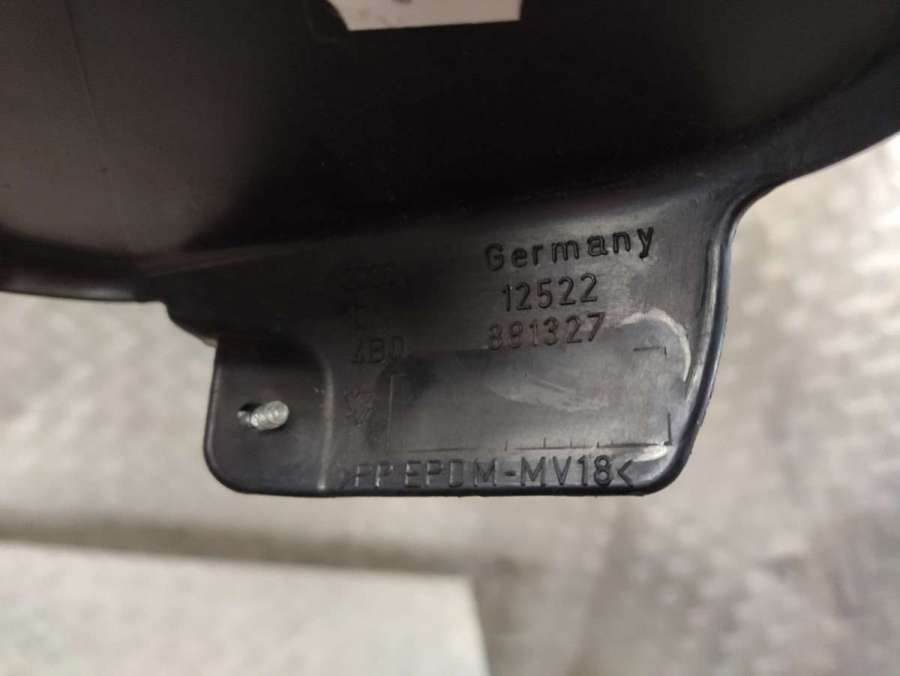 Germany
12522
4B0 881327
>PP EPDM-MV18<